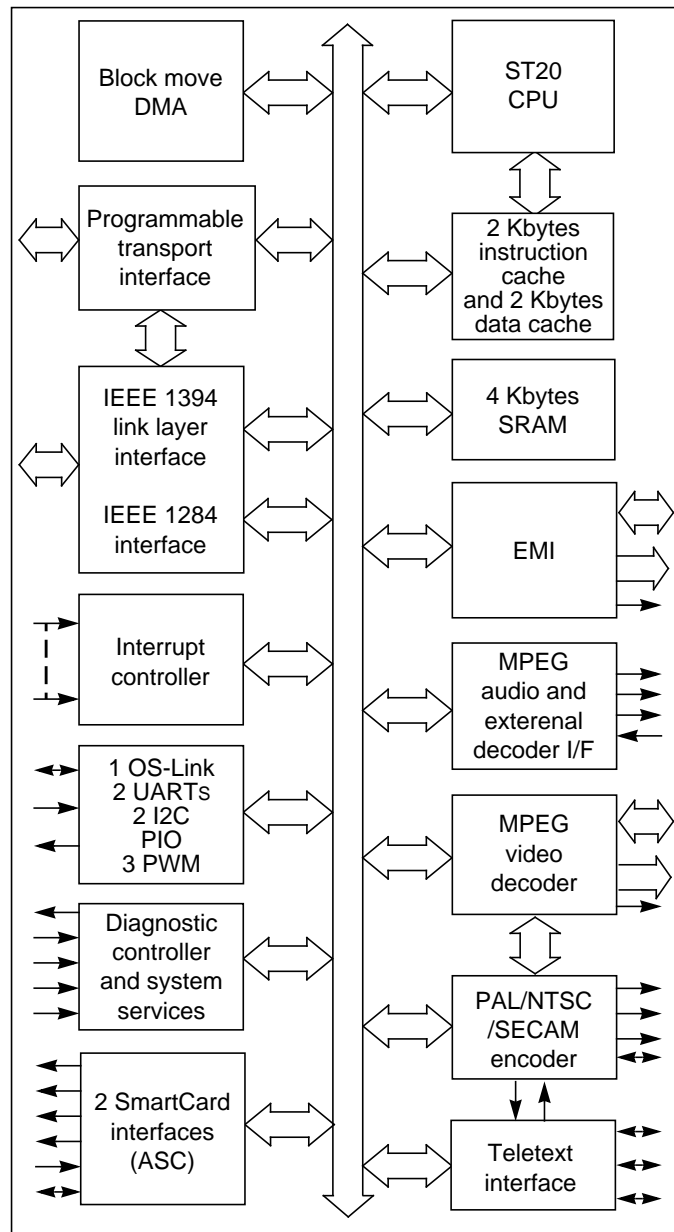 Block move
DMA
Programmable
transport
interface
IEEE 1394
link layer
interface
IEEE 1284
interface
Interrupt
controller
1 OS-Link
2 UARTs
2 I2C
PIO
3 PWM
Diagnostic
controller
and system
services
2 SmartCard
interfaces
(ASC)
ST20
CPU
2 Kbytes
instruction
cache
and 2 Kbytes
data cache
4 Kbytes
SRAM
EMI
MPEG
audio and
exterenal
decoder I/F
MPEG
video
decoder
PAL/NTSC
/SECAM
encoder
Teletext
interface